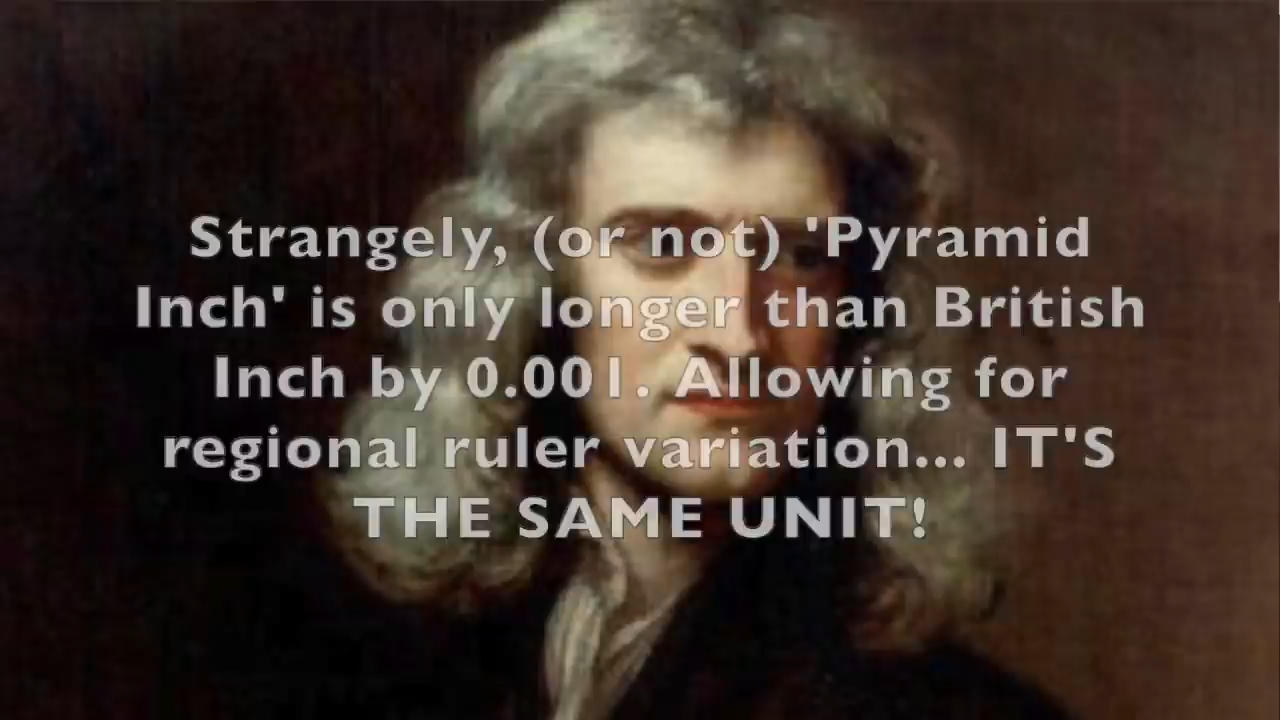 Strangely, (or not) 'Pyramid
Inch' is only longer than British
Inch by 0.001. Allowing for
regional ruler variation... IT'S
THE SAME UNIT!